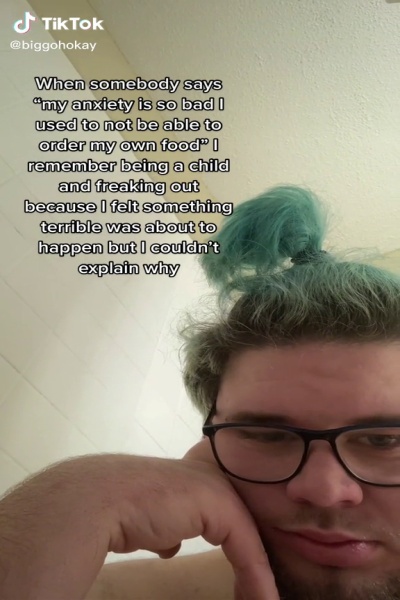 TikTok
@biggohokay
When somebody says
“my anxiety is so bad I
used to not be able to
order my own food” I
remember being a child
and freaking out
because I felt something
terrible was about to
happen but I couldn’t
explain why